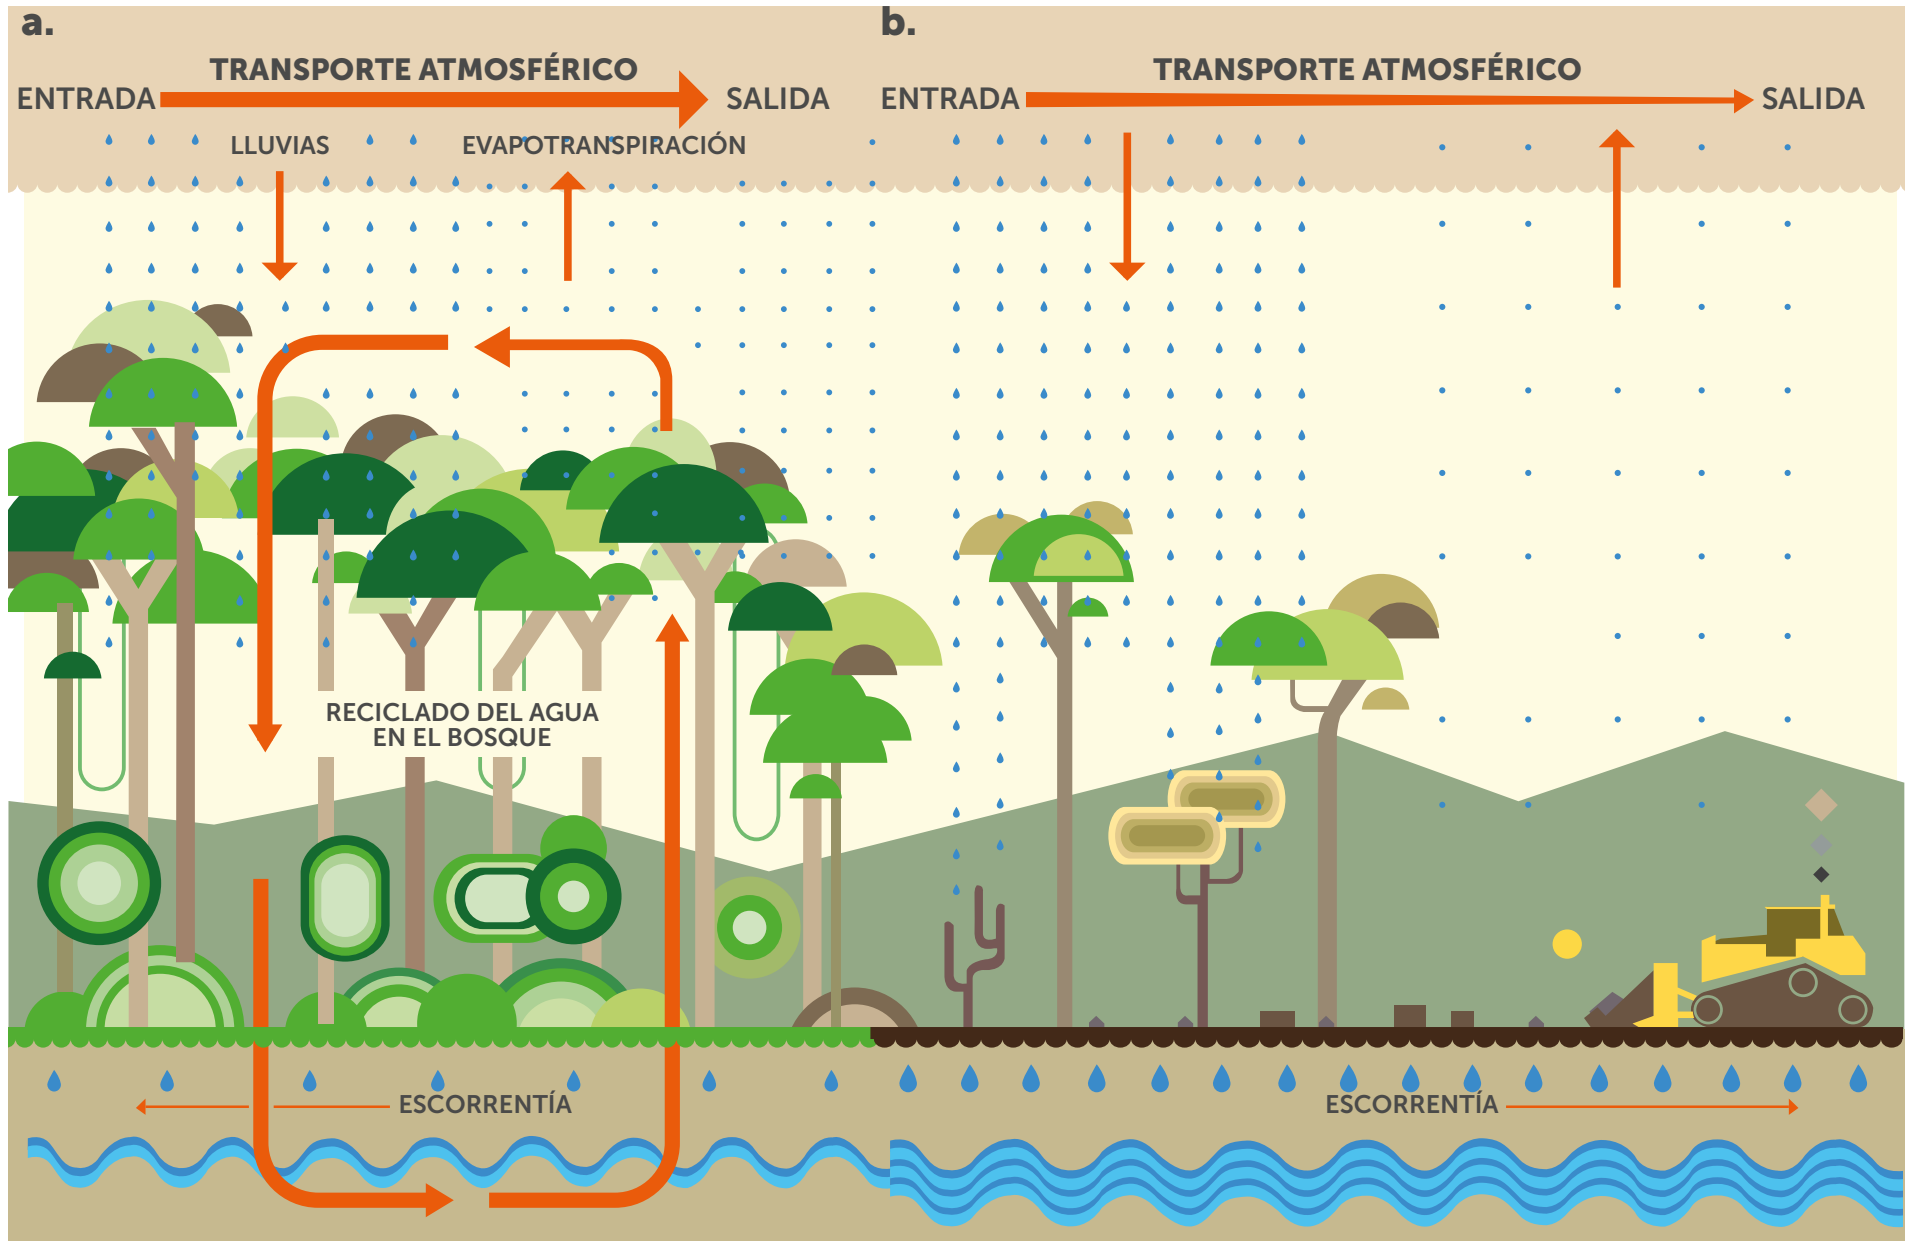 a.
TRANSPORTE ATMOSFÉRICO
ENTRADA
SALIDA
LLUVIAS
EVAPOTRANSPIRACIÓN
RECICLADO DEL AGUA
EN EL BOSQUE
ESCORRENTÍA
b.
TRANSPORTE ATMOSFÉRICO
ENTRADA
SALIDA
ESCORRENTÍA